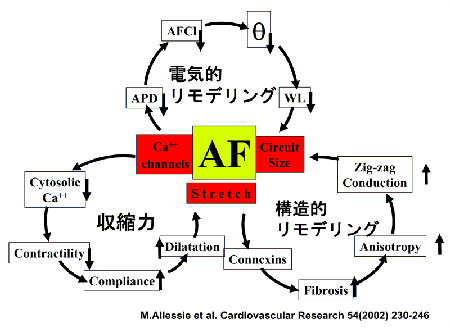 AFCl
θ
電気的
リモデリング
APD
WL
Ca++
channels
AF
Circuit
Size
Stretch
Zig-zag
Conduction
Cytosolic
Ca++
収縮力
構造的
リモデリング
Contractility
Dilatation
Connexins
Anisotropy
Compliance
Fibrosis
M.Allessie et al. Cardiovascular Research 54(2002) 230-246